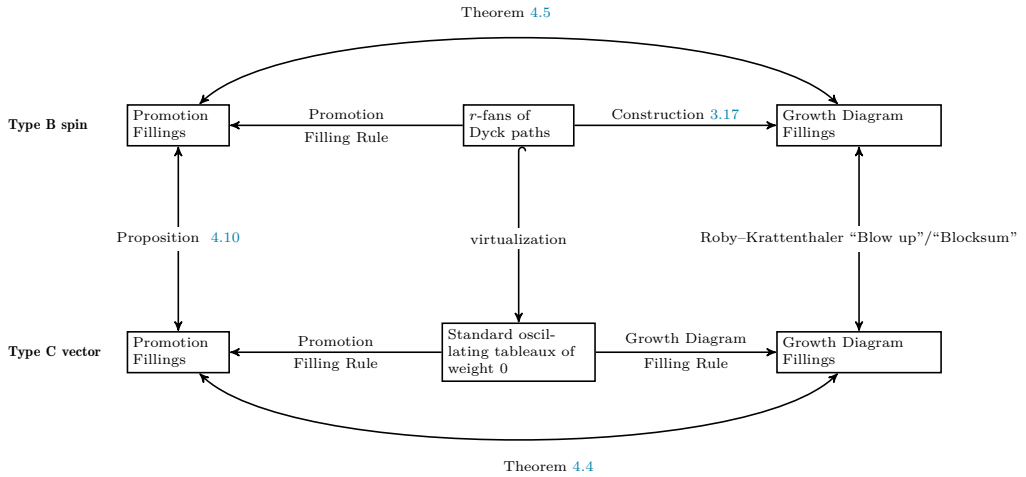 Theorem 4.5
Type B spin
Promotion
Fillings
Promotion
Filling Rule
r-fans of
Dyck paths
Construction 3.17
Growth Diagram
Fillings
Proposition 4.10
virtualization
Roby–Krattenthaler “Blow up”/“Blocksum”
Type C vector
Promotion
Fillings
Promotion
Filling Rule
Standard oscil-
lating tableaux of
weight 0
Growth Diagram
Filling Rule
Growth Diagram
Fillings
Theorem 4.4